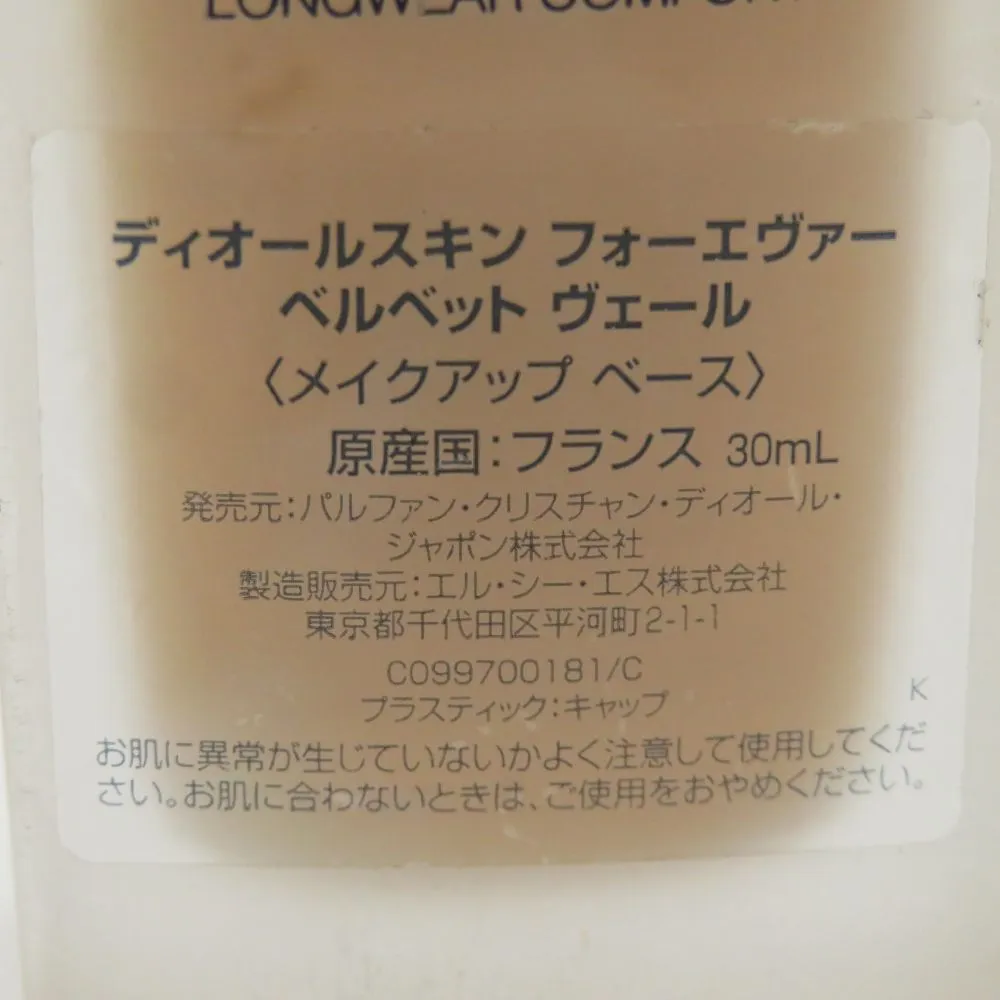 LONGWEAR COMFORT
ディオールスキン フォーエヴァー
ベルベット ヴェール
〈メイクアップ ベース〉
原産国:フランス 30mL
発売元:パルファン・クリスチャン・ディオール・
ジャポン株式会社
製造販売元:エル・シー・エス株式会社
東京都千代田区平河町2-1-1
C099700181/C
プラスティック:キャップ
K
お肌に異常が生じていないかよく注意して使用してくだ
さい。お肌に合わないときは、ご使用をおやめください。